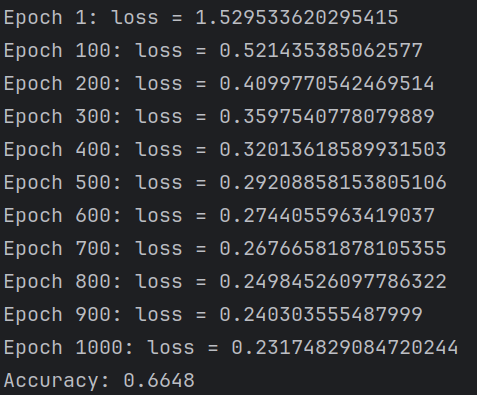 Epoch 1: loss = 1.529533620295415
Epoch 100: loss = 0.521435385062577
Epoch 200: loss = 0.4099770542469514
Epoch 300: loss = 0.3597540778079889
Epoch 400: loss = 0.32013618589931503
Epoch 500: loss = 0.29208858153805106
Epoch 600: loss = 0.2744055963419037
Epoch 700: loss = 0.26766581878105355
Epoch 800: loss = 0.24984526097786322
Epoch 900: loss = 0.240303555487999
Epoch 1000: loss = 0.23174829084720244
Accuracy: 0.6648